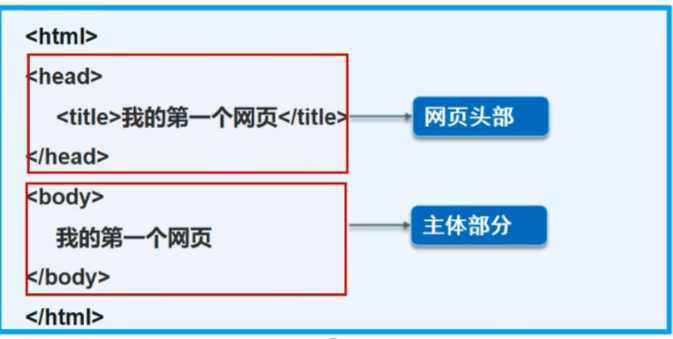 <html>
<head>
<title>我的第一个网页</title>
网页头部
</head>
<body>
我的第一个网页
主体部分
</body>
</html>